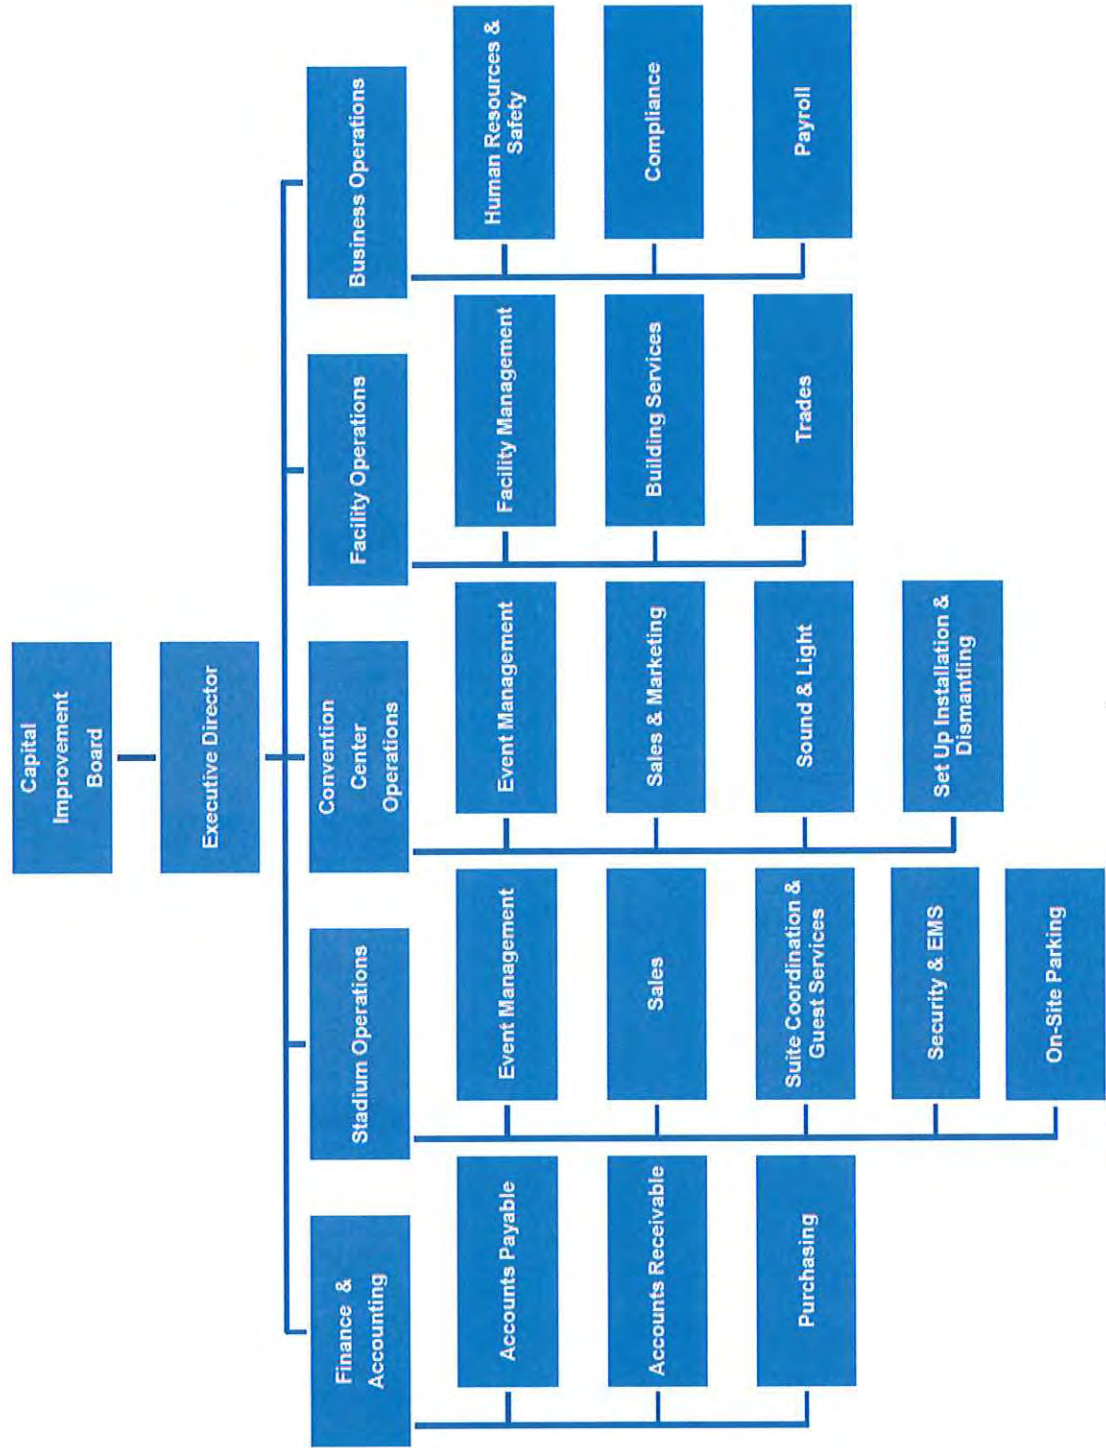 Capital
Improvement
Board
Executive Director
Finance &
Accounting
Stadium Operations
Convention
Center
Operations
Facility Operations
Business Operations
Accounts Payable
Accounts Receivable
Purchasing
Event Management
Sales
Suite Coordination &
Guest Services
Security & EMS
On-Site Parking
Event Management
Sales & Marketing
Sound & Light
Set Up Installation &
Dismantling
Facility Management
Building Services
Trades
Human Resources &
Safety
Compliance
Payroll